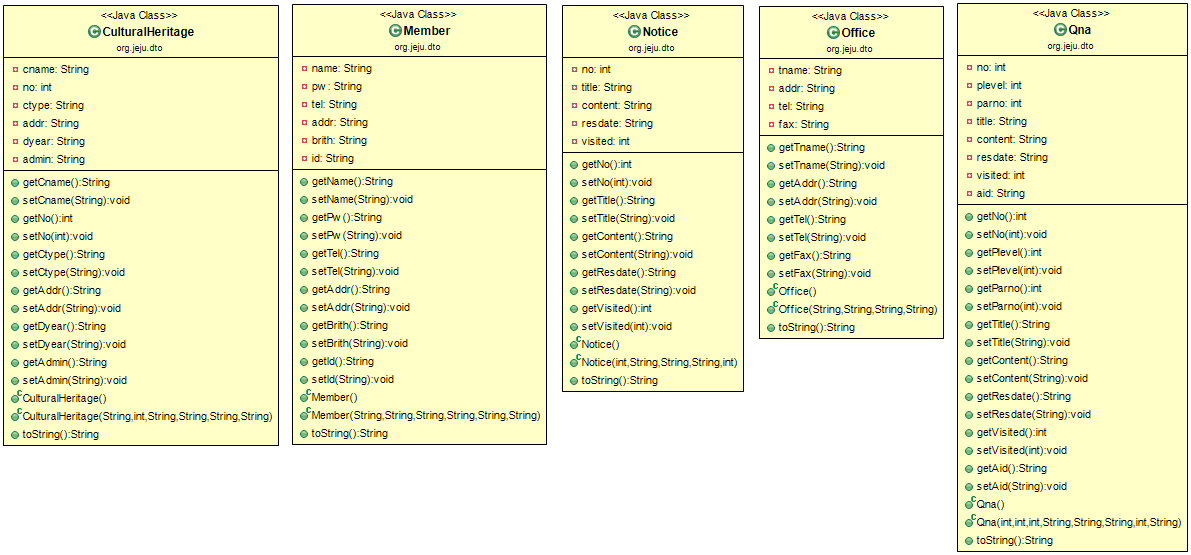 <<Java Class>>
CulturalHeritage
org.jeju.dto
cname: String
no: int
ctype: String
addr: String
dyear: String
admin: String
getCname():String
setCname(String):void
getNo():int
setNo(int):void
getCtype():String
setCtype(String):void
getAddr():String
setAddr(String):void
getDyear():String
setDyear(String):void
getAdmin():String
setAdmin(String):void
CulturalHeritage()
CulturalHeritage(String,int,String,String,String,String)
toString():String
<<Java Class>>
Member
org.jeju.dto
name: String
pw: String
tel: String
addr: String
brith: String
id: String
getName():String
setName(String):void
getPw():String
setPw(String):void
getTel():String
setTel(String):void
getAddr():String
setAddr(String):void
getBrith():String
setBrith(String):void
getId():String
setId(String):void
Member()
Member(String,String,String,String,String,String)
toString():String
<<Java Class>>
Notice
org.jeju.dto
no: int
title: String
content: String
resdate: String
visited: int
getNo():int
setNo(int):void
getTitle():String
setTitle(String):void
getContent():String
setContent(String):void
getResdate():String
setResdate(String):void
getVisited():int
setVisited(int):void
Notice()
Notice(int,String,String,String,int)
toString():String
<<Java Class>>
Office
org.jeju.dto
tname: String
addr: String
tel: String
fax: String
getTname():String
setTname(String):void
getAddr():String
setAddr(String):void
getTel():String
setTel(String):void
getFax():String
setFax(String):void
Office()
Office(String,String,String,String)
toString():String
<<Java Class>>
Qna
org.jeju.dto
no: int
plevel: int
parno: int
title: String
content: String
resdate: String
visited: int
aid: String
getNo():int
setNo(int):void
getPlevel():int
setPlevel(int):void
getParno():int
setParno(int):void
getTitle():String
setTitle(String):void
getContent():String
setContent(String):void
getResdate():String
setResdate(String):void
getVisited():int
setVisited(int):void
getAid():String
setAid(String):void
Qna()
Qna(int,int,int,String,String,String,int,String)
toString():String